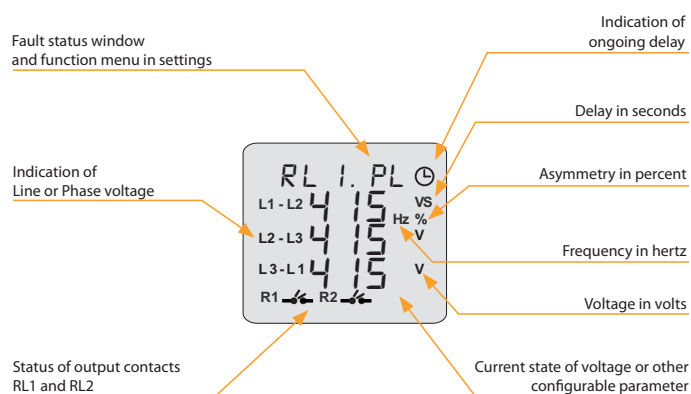 Indication of
ongoing delay
Fault status window
and function menu in settings
Delay in seconds
Indication of
Line or Phase voltage
Asymmetry in percent
RL 1. PL
L1 - L2 415 VS
Hz %
L2 - L3 415 V
L3 - L1 415 V
R1 R2
Frequency in hertz
Voltage in volts
Status of output contacts
RL1 and RL2
Current state of voltage or other
configurable parameter